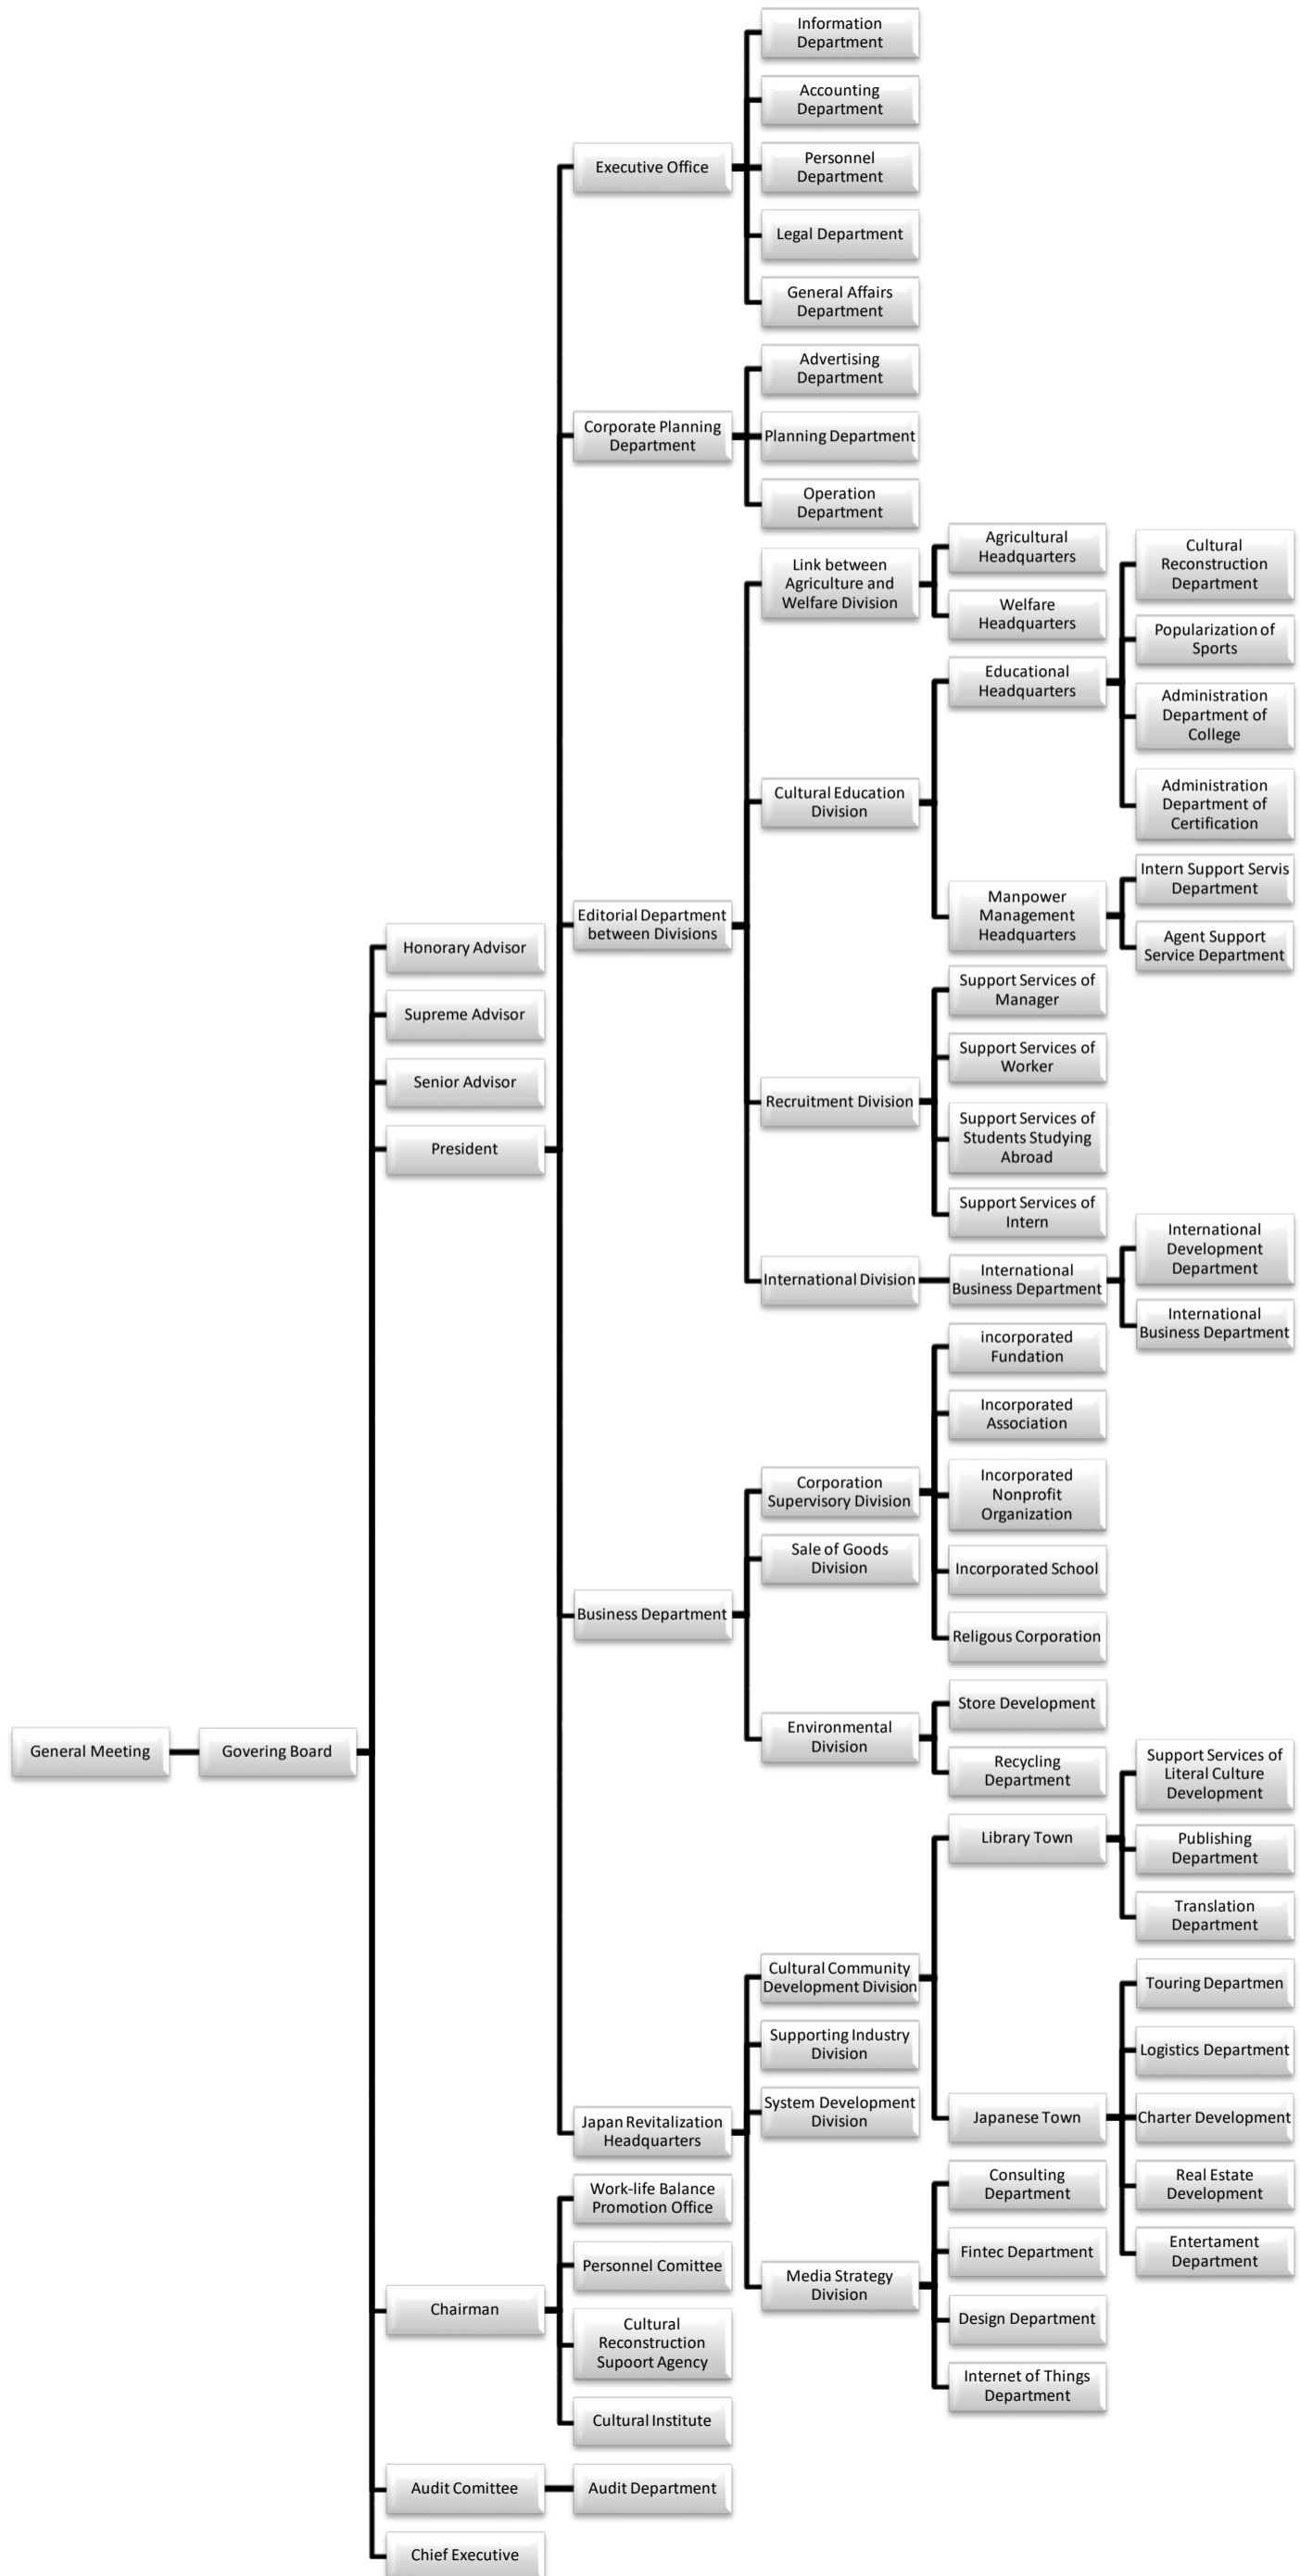 Information
Department
Accounting
Department
Executive Office
Personnel
Department
Legal Department
General Affairs
Department
Advertising
Department
Corporate Planning
Department
Planning Department
Operation
Department
Link between
Agriculture and
Welfare Division
Agricultural
Headquarters
Welfare
Headquarters
Cultural Education
Division
Educational
Headquarters
Cultural
Reconstruction
Department
Popularization of
Sports
Administration
Department of
College
Administration
Department of
Certification
Manpower
Management
Headquarters
Intern Support Servis
Department
Agent Support
Service Department
Editorial Department
between Divisions
Honorary Advisor
Supreme Advisor
Senior Advisor
President
Recruitment Division
Support Services of
Manager
Support Services of
Worker
Support Services of
Students Studying
Abroad
Support Services of
Intern
International Division
International
Business Department
International
Development
Department
International
Business Department
Business Department
Corporation
Supervisory Division
incorporated
Fundation
Incorporated
Association
Incorporated
Nonprofit
Organization
Incorporated School
Religous Corporation
Sale of Goods
Division
Environmental
Division
Store Development
Recycling
Department
General Meeting
Govering Board
Japan Revitalization
Headquarters
Cultural Community
Development Division
Library Town
Support Services of
Literal Culture
Development
Publishing
Department
Translation
Department
Japanese Town
Touring Departmen
Logistics Department
Charter Development
Real Estate
Development
Entertament
Department
Supporting Industry
Division
System Development
Division
Media Strategy
Division
Consulting
Department
Fintec Department
Design Department
Internet of Things
Department
Chairman
Work-life Balance
Promotion Office
Personnel Comittee
Cultural
Reconstruction
Supoort Agency
Cultural Institute
Audit Comittee
Audit Department
Chief Executive